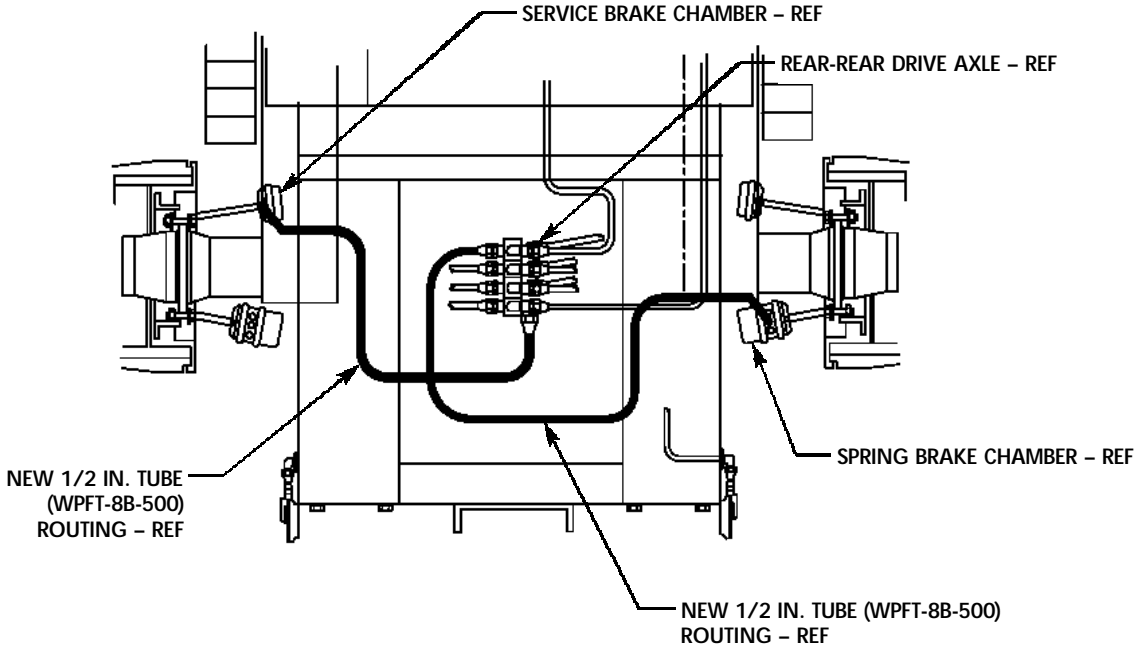 SERVICE BRAKE CHAMBER – REF
REAR-REAR DRIVE AXLE – REF
SPRING BRAKE CHAMBER – REF
NEW 1/2 IN. TUBE
(WPFT-8B-500)
ROUTING – REF
NEW 1/2 IN. TUBE (WPFT-8B-500)
ROUTING – REF